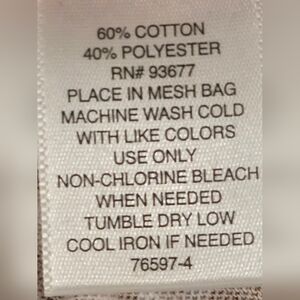 60% COTTON
40% POLYESTER
RN# 93677
PLACE IN MESH BAG
MACHINE WASH COLD
WITH LIKE COLORS
USE ONLY
NON-CHLORINE BLEACH
WHEN NEEDED
TUMBLE DRY LOW
COOL IRON IF NEEDED
76597-4